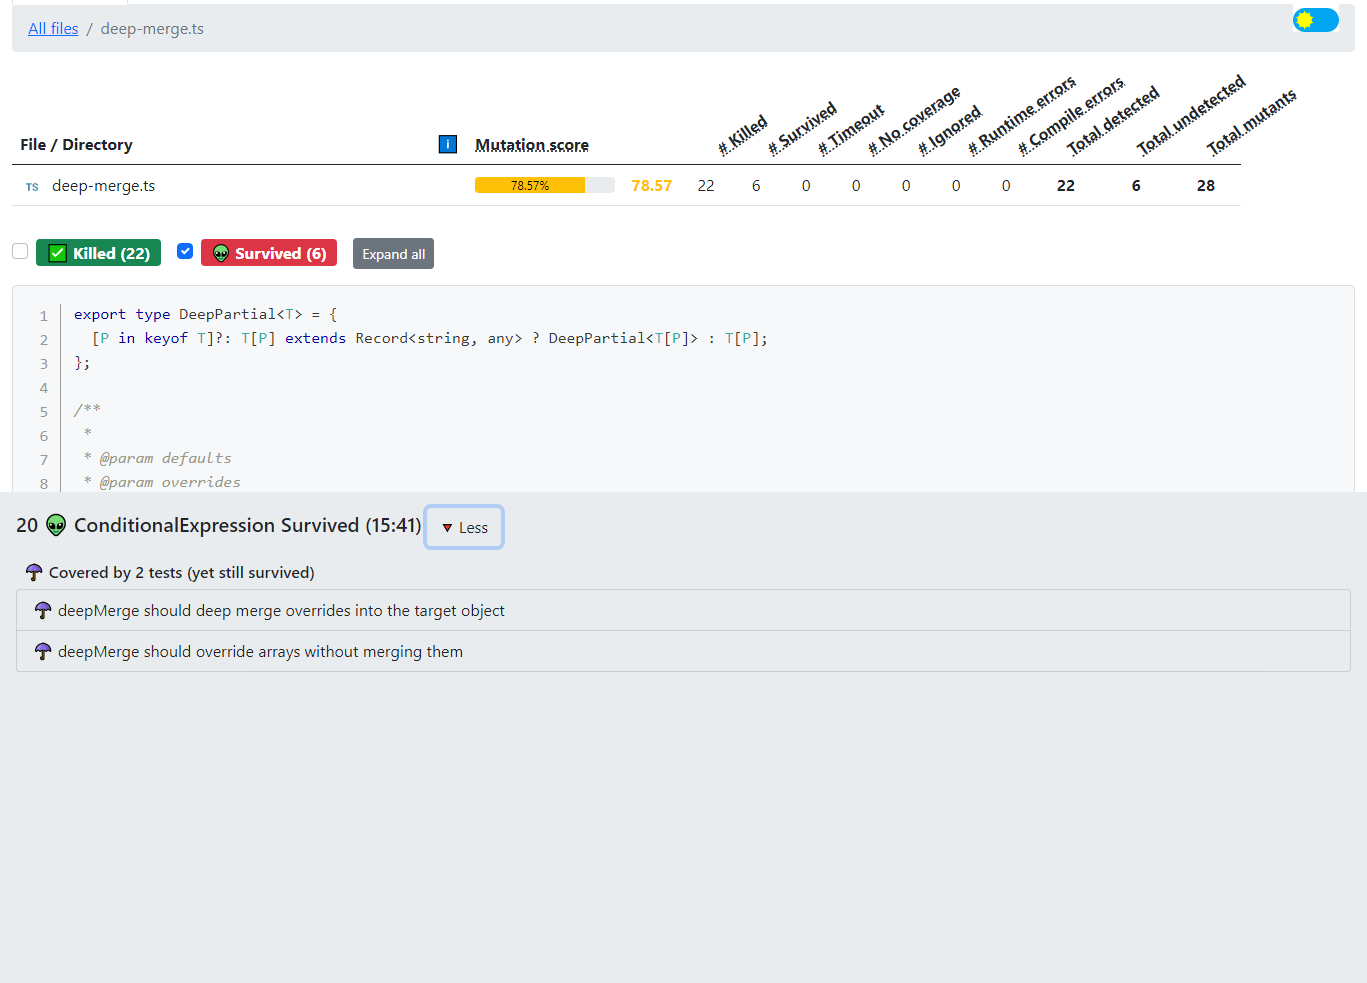 All files / deep-merge.ts
File / Directory
i
Mutation score
# Killed
# Survived
# Timeout
# No coverage
# Ignored
# Runtime errors
# Compile errors
Total detected
Total undetected
Total mutants
TS deep-merge.ts 78.57% 78.57 22 6 0 0 0 0 0 22 6 28
Killed (22) Survived (6) Expand all
1 export type DeepPartial<T> = {
2 [P in keyof T]?: T[P] extends Record<string, any> ? DeepPartial<T[P]> : T[P];
3 };
4
5 /**
6 *
7 * @param defaults
8 * @param overrides
20 👽 ConditionalExpression Survived (15:41) ▼ Less
Covered by 2 tests (yet still survived)
deepMerge should deep merge overrides into the target object
deepMerge should override arrays without merging them